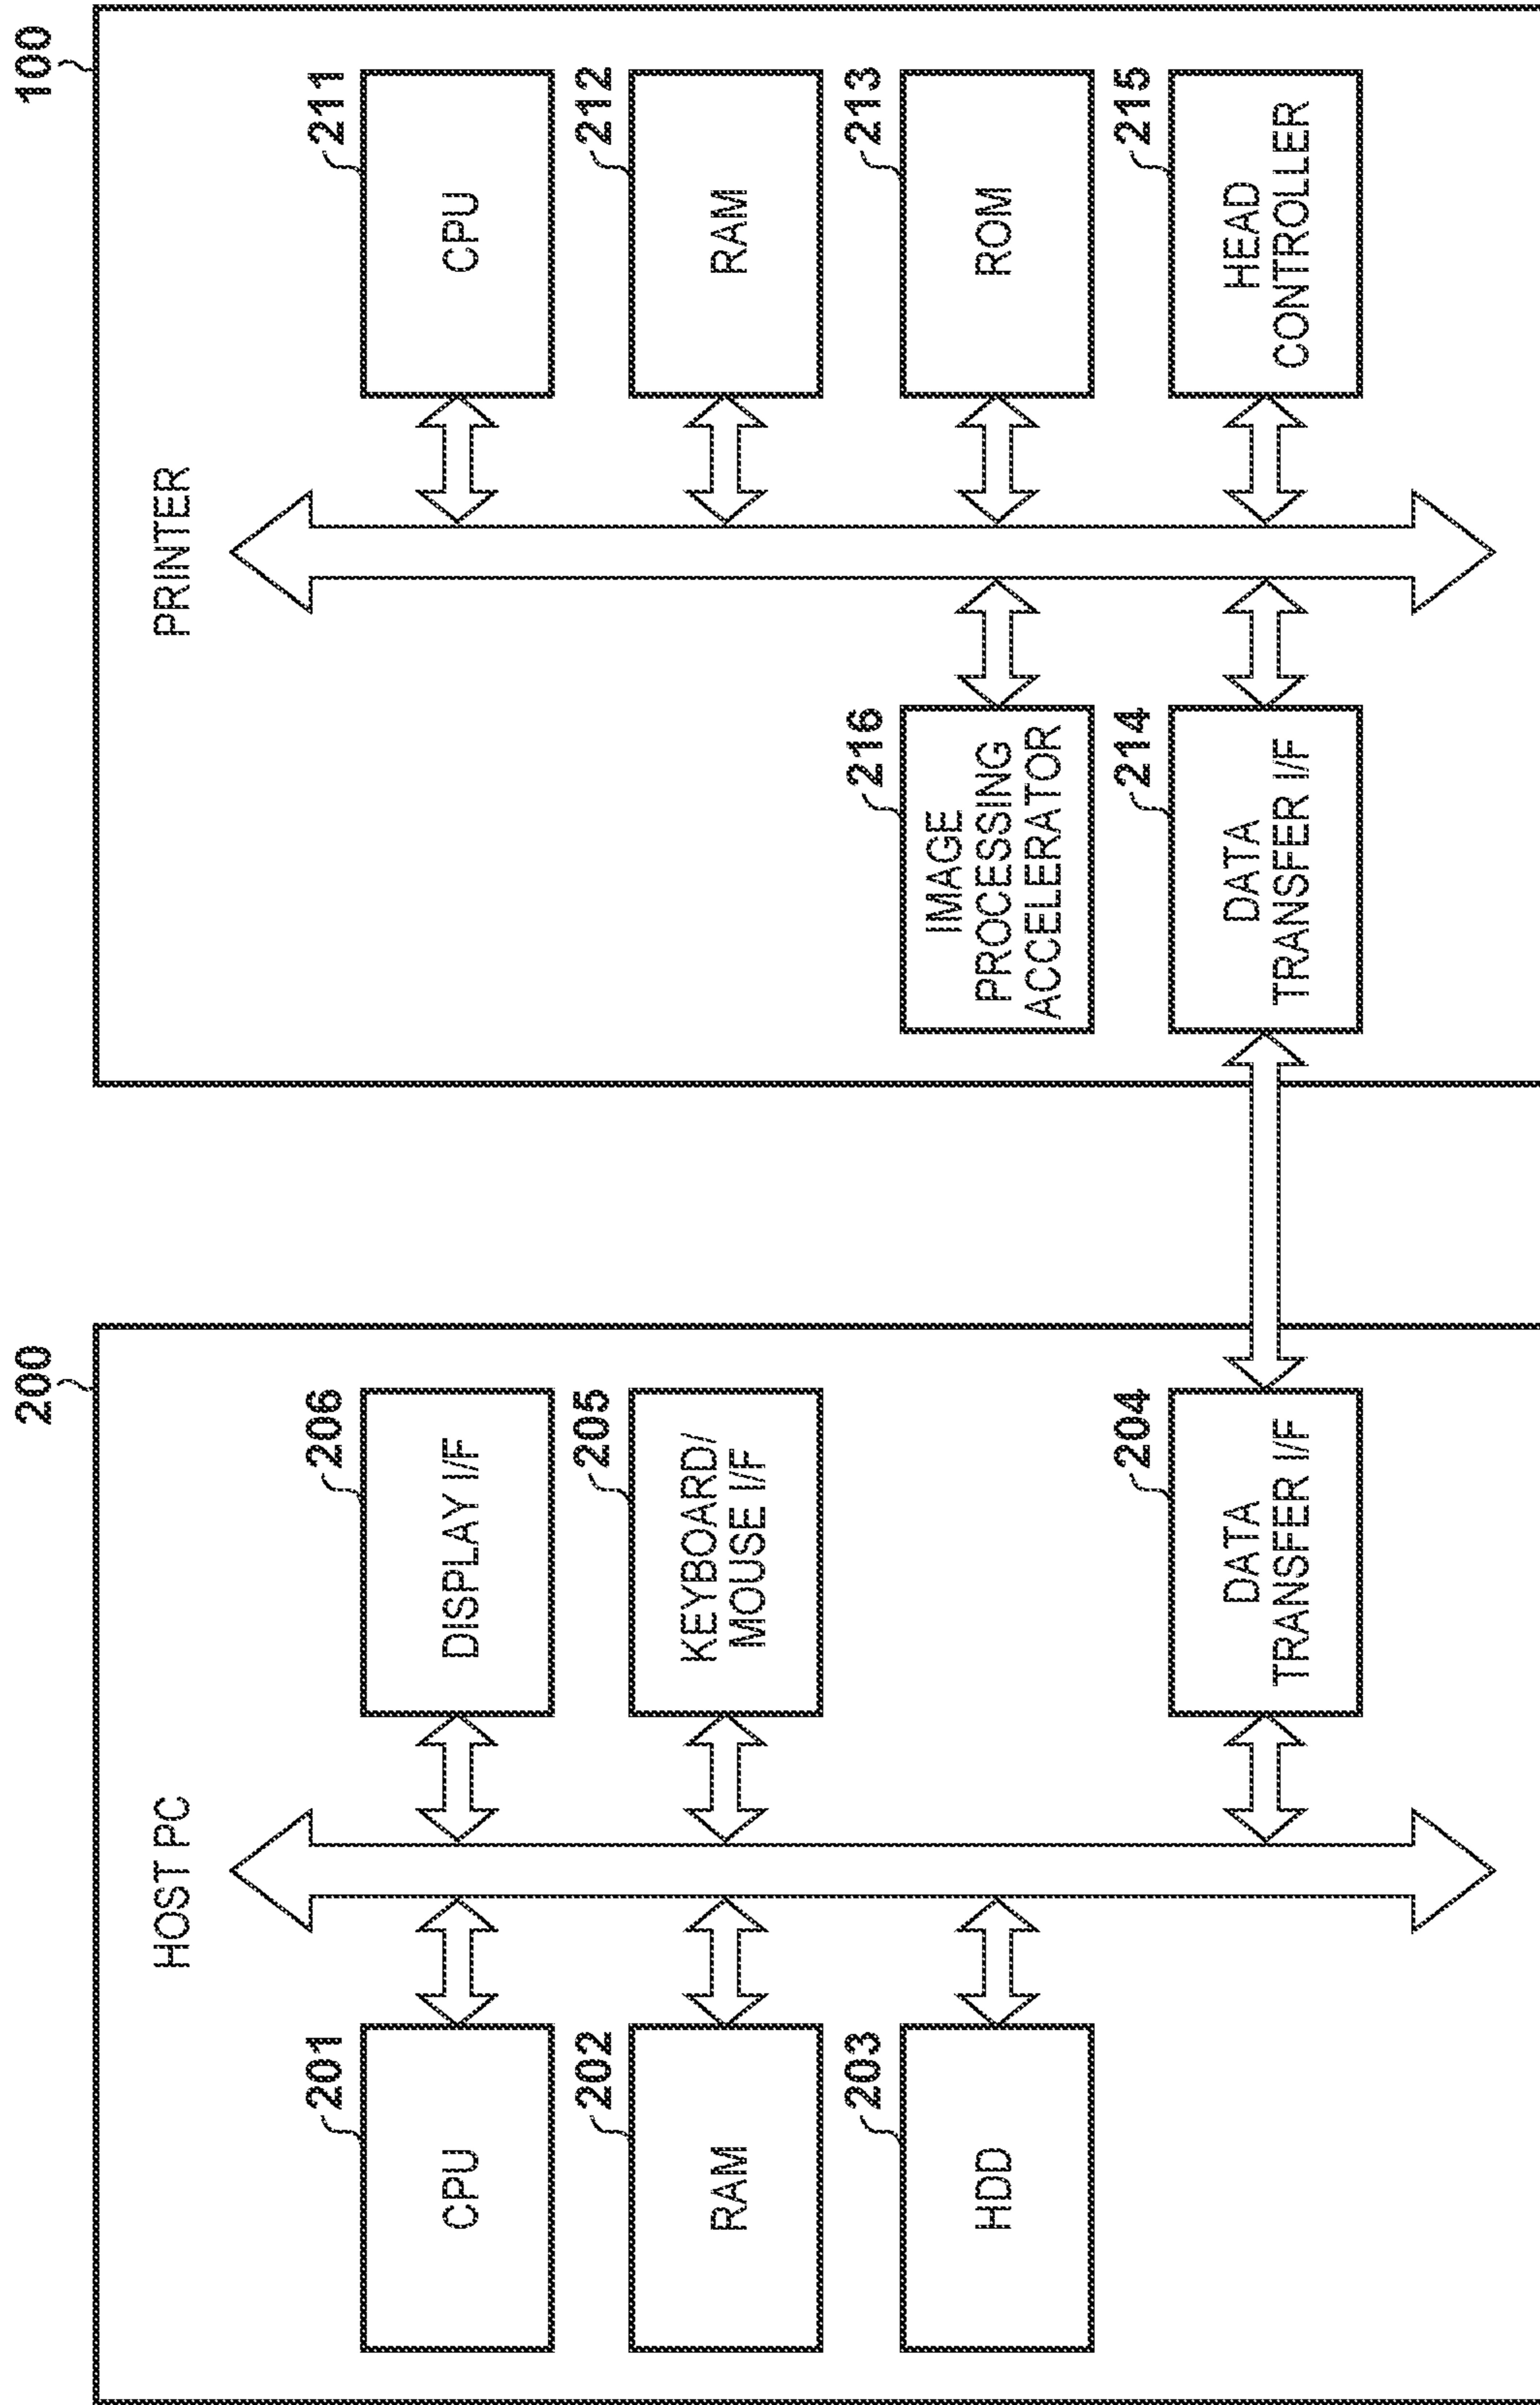 200
HOST PC
201
CPU
202
RAM
203
HDD
206
DISPLAY I/F
205
KEYBOARD/
MOUSE I/F
204
DATA
TRANSFER I/F
100
PRINTER
216
IMAGE
PROCESSING
ACCELERATOR
214
DATA
TRANSFER I/F
211
CPU
212
RAM
213
ROM
215
HEAD
CONTROLLER